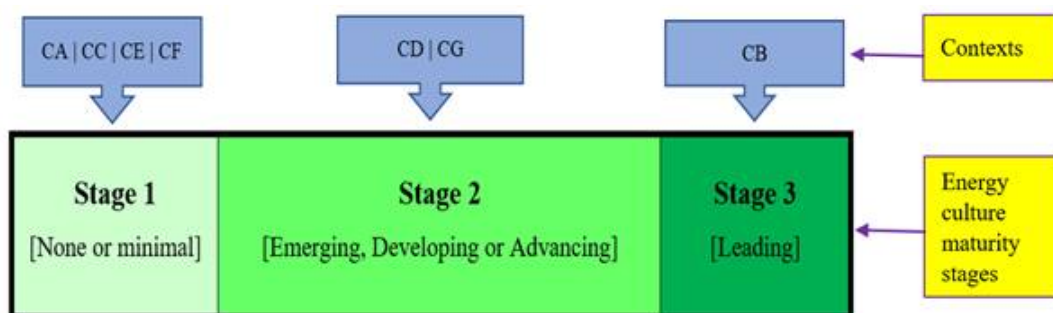 CA | CC | CE | CF
CD | CG
CB
Contexts
Stage 1
[None or minimal]
Stage 2
[Emerging, Developing or Advancing]
Stage 3
[Leading]
Energy
culture
maturity
stages